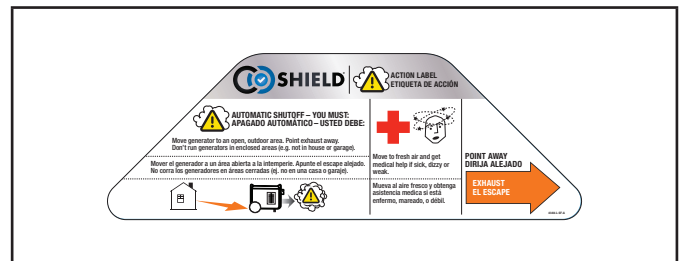 CO SHIELD
ACTION LABEL
ETIQUETA DE ACCIÓN
AUTOMATIC SHUTOFF – YOU MUST:
APAGADO AUTOMÁTICO – USTED DEBE:
Move generator to an open, outdoor area. Point exhaust away.
Don't run generators in enclosed areas (e.g. not in house or garage).
Mover el generador a un área abierta a la intemperie. Apunte el escape alejado.
No corra los generadores en áreas cerradas (ej. no en una casa o garaje).
Move to fresh air and get
medical help if sick, dizzy or
weak.
Mueva al aire fresco y obtenga
asistencia medica si está
enfermo, mareado, o débil.
POINT AWAY
DIRIJA ALEJADO
EXHAUST
EL ESCAPE